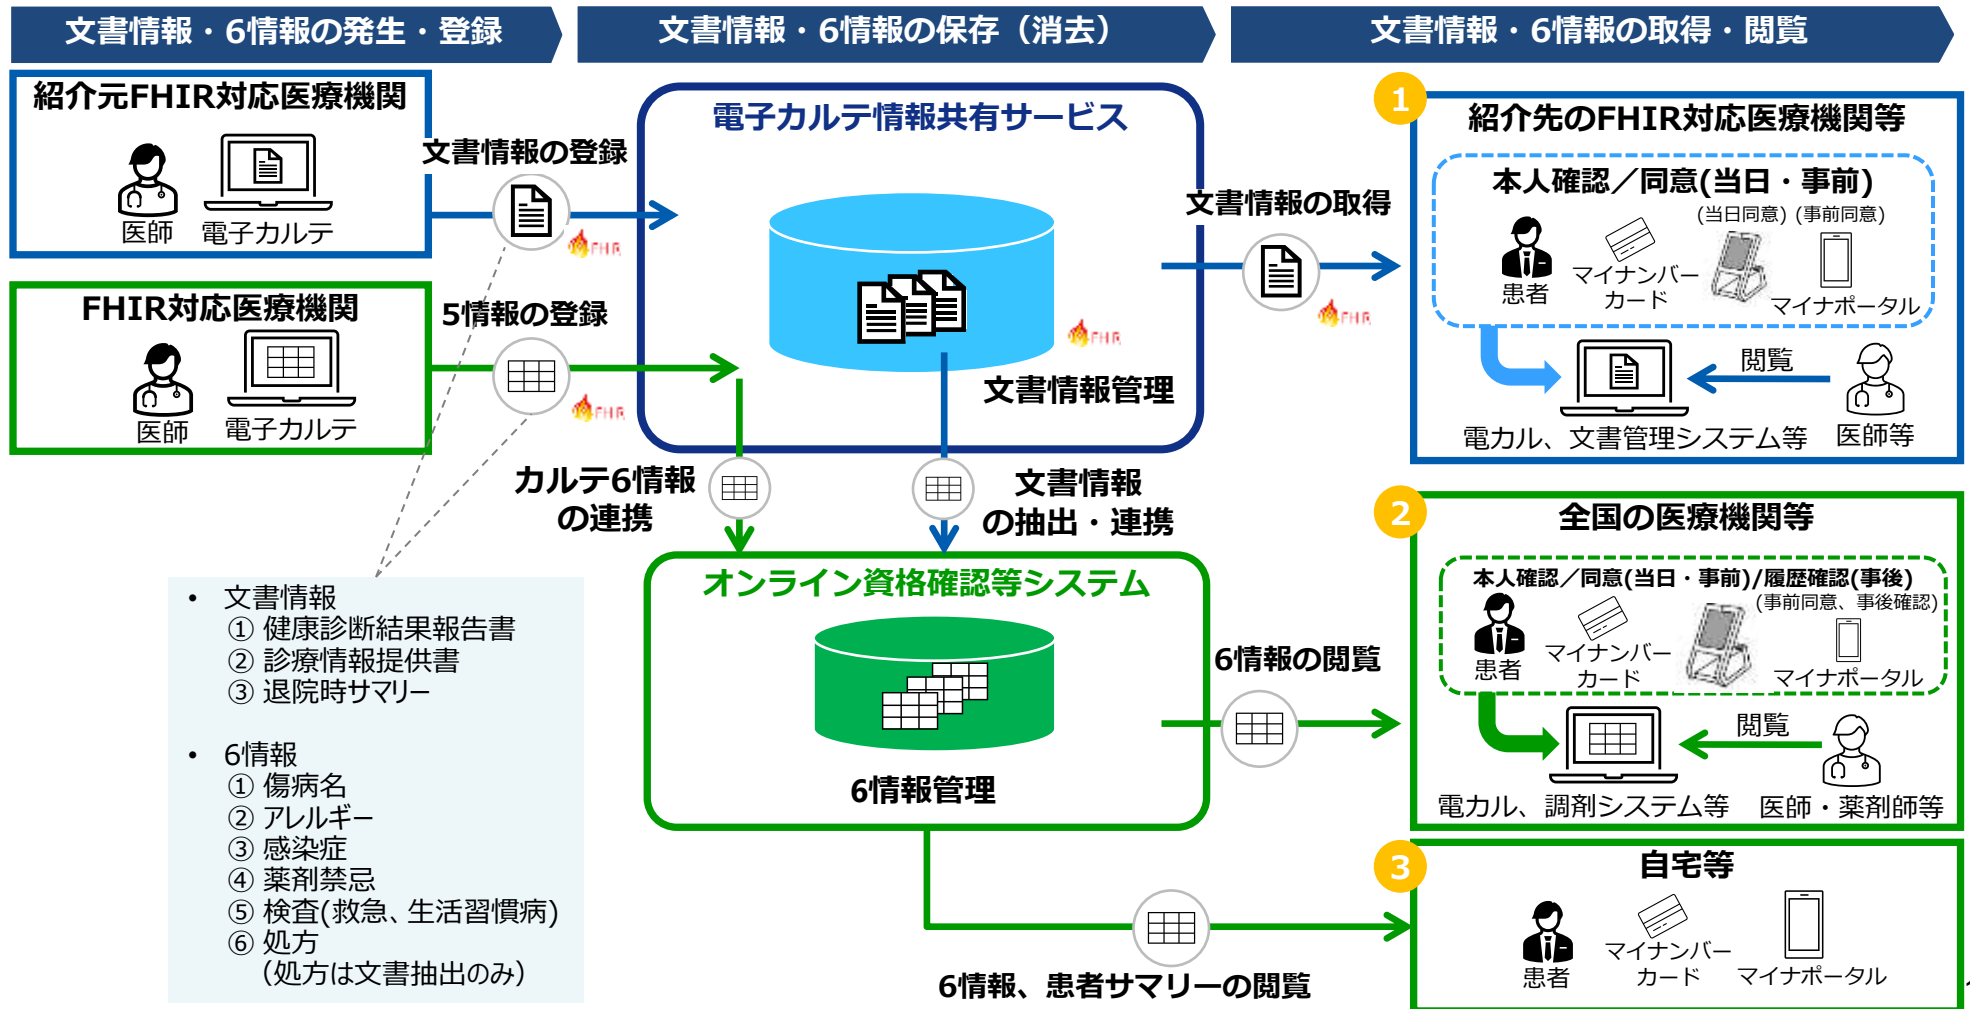 文書情報・6情報の発生・登録
文書情報・6情報の保存（消去）
文書情報・6情報の取得・閲覧
紹介元FHIR対応医療機関
医師
電子カルテ
文書情報の登録
FHIR
FHIR対応医療機関
医師
電子カルテ
5情報の登録
FHIR
電子カルテ情報共有サービス
FHIR
文書情報管理
文書情報の取得
FHIR
カルテ6情報
の連携
文書情報
の抽出・連携
オンライン資格確認等システム
6情報管理
6情報の閲覧
6情報、患者サマリーの閲覧
• 文書情報
① 健康診断結果報告書
② 診療情報提供書
③ 退院時サマリー
• 6情報
① 傷病名
② アレルギー
③ 感染症
④ 薬剤禁忌
⑤ 検査(救急、生活習慣病)
⑥ 処方
（処方は文書抽出のみ）
1
紹介先のFHIR対応医療機関等
本人確認／同意(当日・事前)
(当日同意) (事前同意)
患者
マイナンバー
カード
マイナポータル
閲覧
電カル、文書管理システム等
医師等
2
全国の医療機関等
本人確認／同意(当日・事前)/履歴確認(事後)
(事前同意、事後確認)
患者
マイナンバー
カード
マイナポータル
閲覧
電カル、調剤システム等
医師・薬剤師等
3
自宅等
患者
マイナンバー
カード
マイナポータル